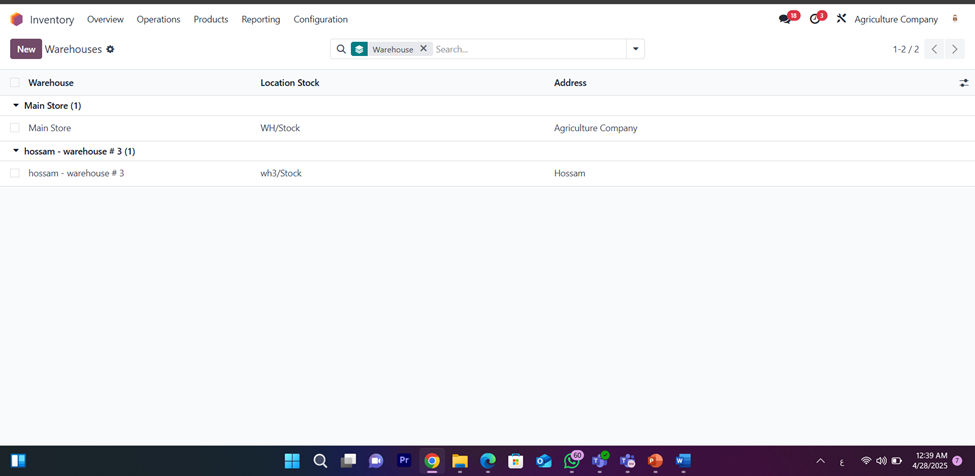 Inventory Overview Operations Products Reporting Configuration 18 3 Agriculture Company
New Warehouses Warehouse Search... 1-2 / 2
Warehouse Location Stock Address
Main Store (1)
Main Store WH/Stock Agriculture Company
hossam - warehouse # 3 (1)
hossam - warehouse # 3 wh3/Stock Hossam
Pr 60 P W ع 12:39 AM 7
4/28/2025